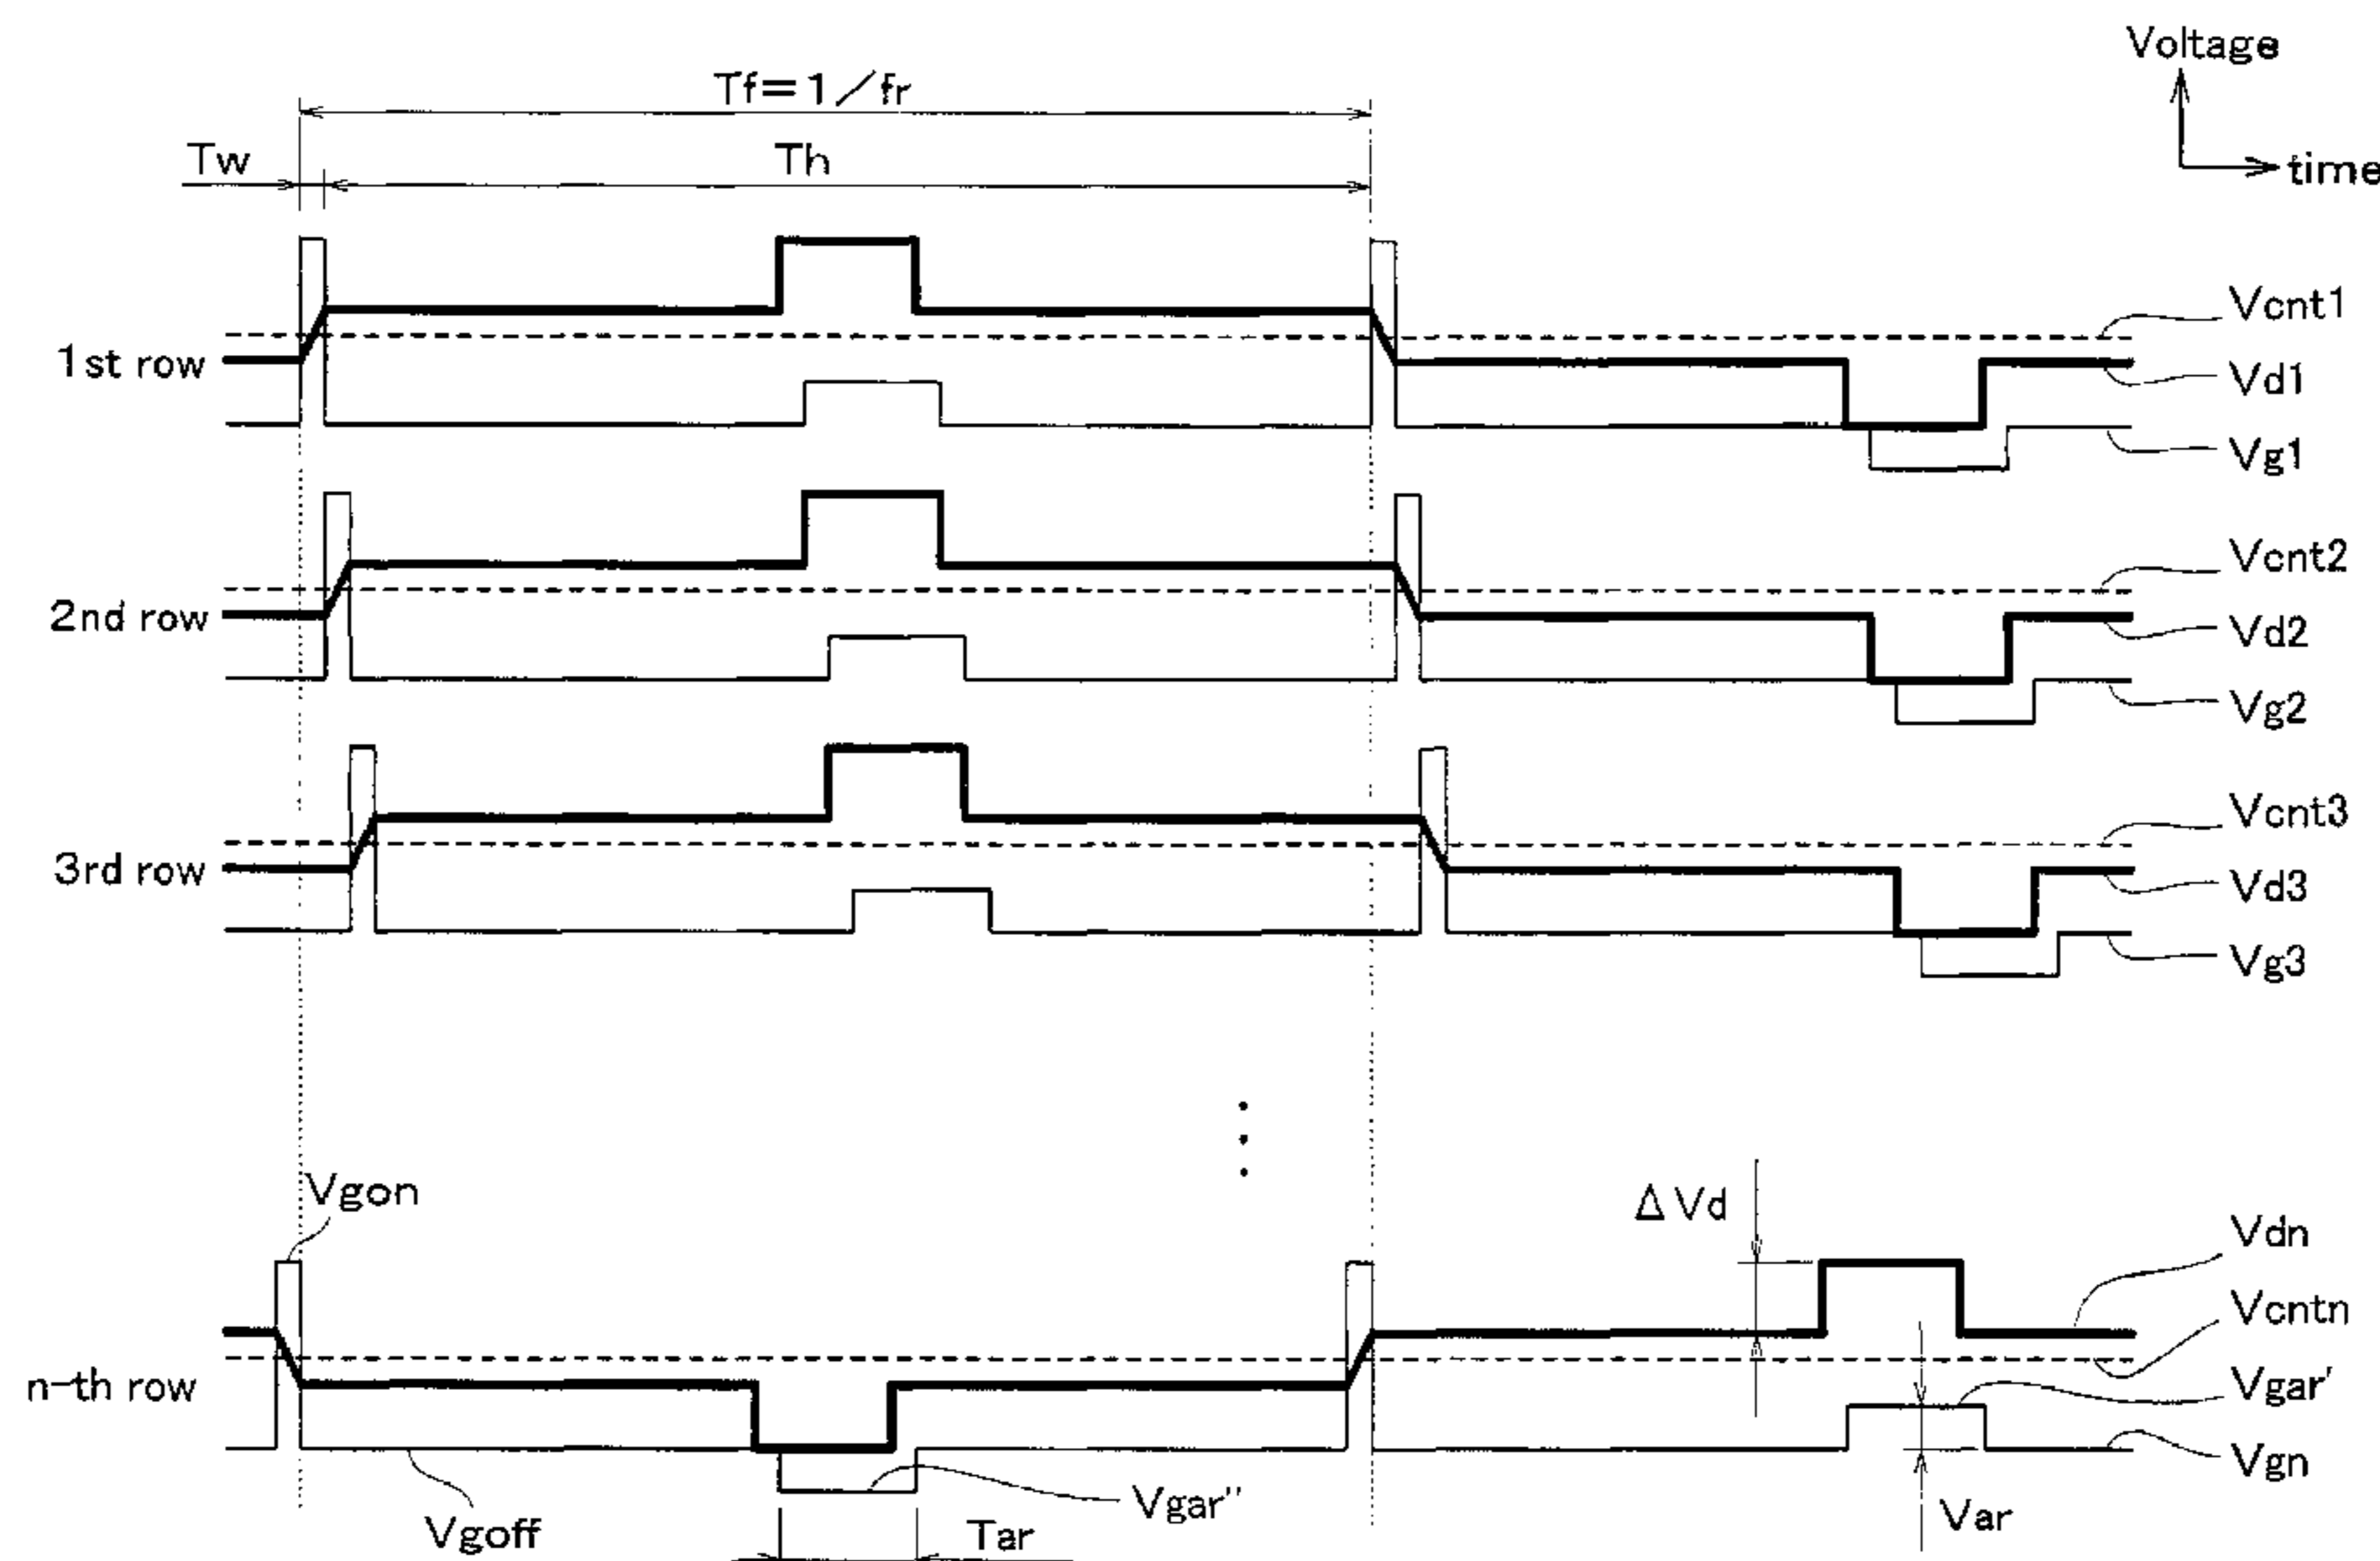 Voltage
time
Tf=1/fr
Tw
Th
Vcnt1
1st row
Vd1
Vg1
Vcnt2
2nd row
Vd2
Vg2
Vcnt3
3rd row
Vd3
Vg3
Vgon
ΔVd
Vdn
Vcntn
n-th row
Vgar'
Vgn
Vgoff
Vgar"
Tar
Var